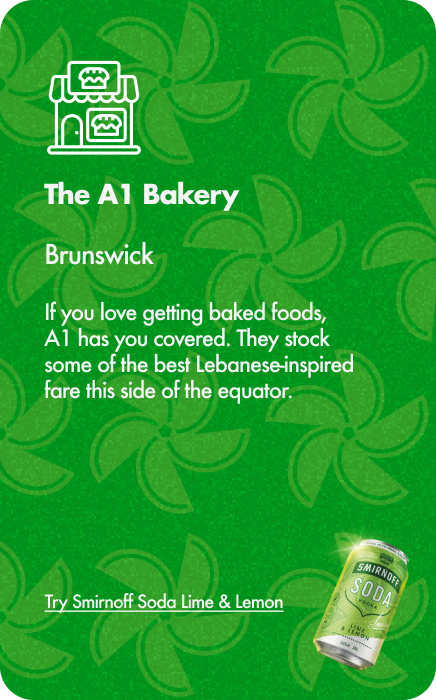 The A1 Bakery
Brunswick
If you love getting baked foods,
A1 has you covered. They stock
some of the best Lebanese-inspired
fare this side of the equator.
Try Smirnoff Soda Lime & Lemon
SMIRNOFF
SODA
VODKA
LIME
& LEMON